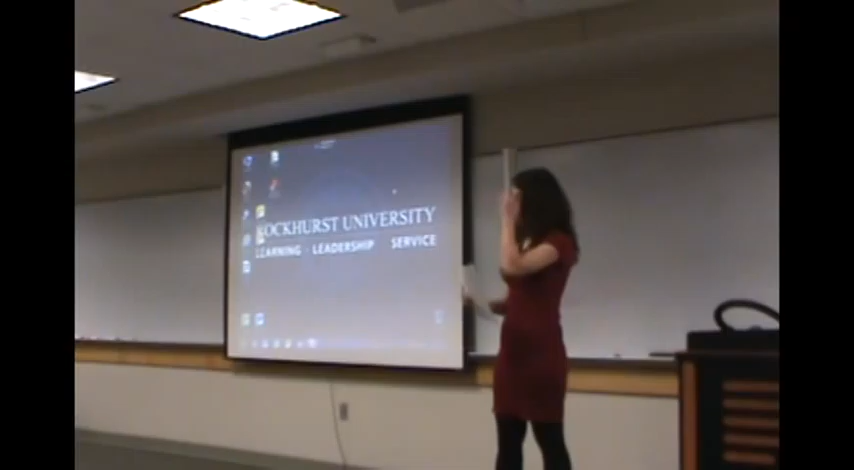 ROCKHURST UNIVERSITY
LEARNING · LEADERSHIP SERVICE